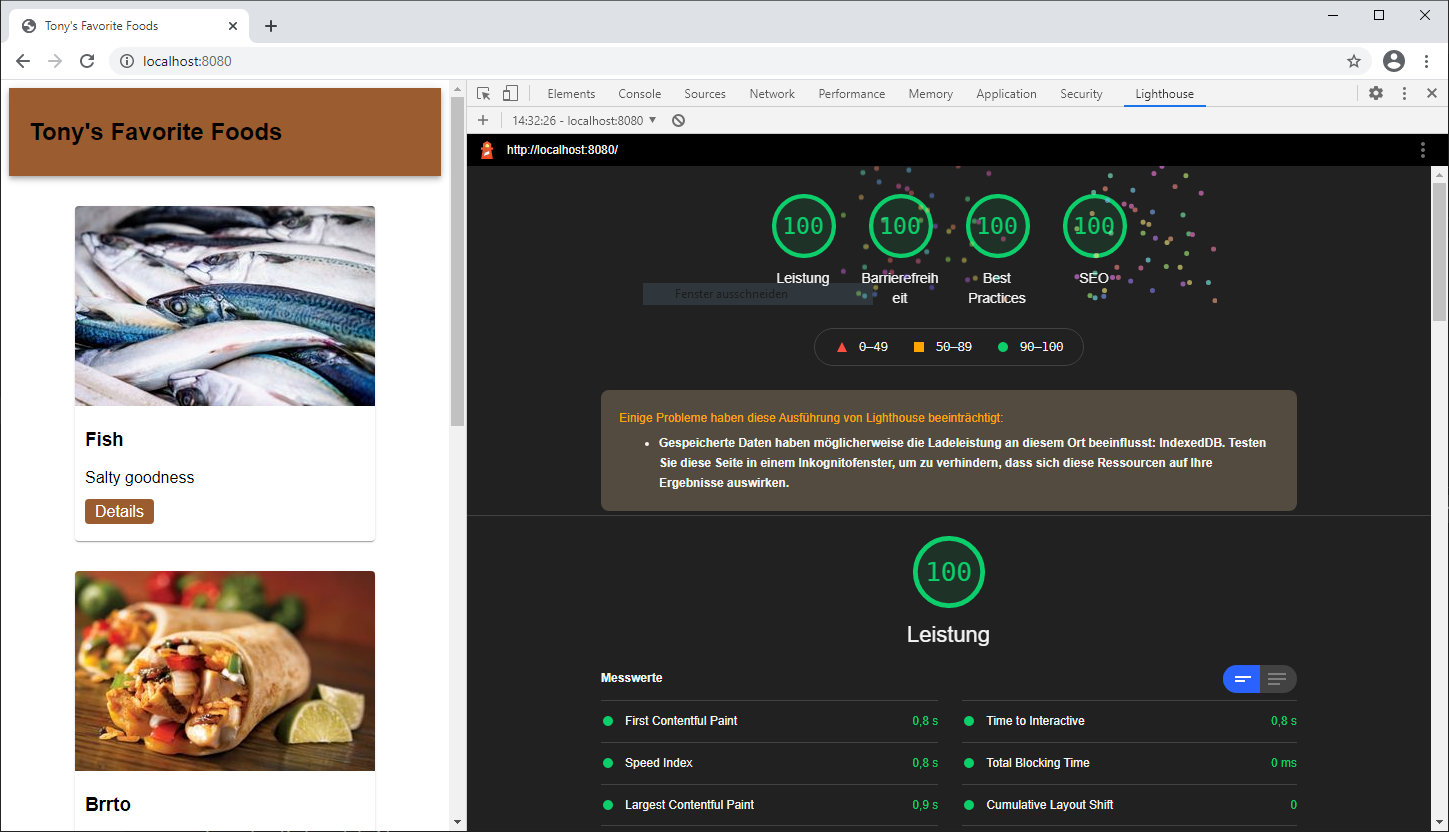 Tony's Favorite Foods
localhost:8080
Tony's Favorite Foods
Fish
Salty goodness
Details
Brrto
Elements Console Sources Network Performance Memory Application Security Lighthouse
14:32:26 - localhost:8080
http://localhost:8080/
100 100 100 100
Leistung Barrierefreih Best SEO
eit Practices
Fenster ausschneiden
0–49 50–89 90–100
Einige Probleme haben diese Ausführung von Lighthouse beeinträchtigt:
• Gespeicherte Daten haben möglicherweise die Ladeleistung an diesem Ort beeinflusst: IndexedDB. Testen
Sie diese Seite in einem Inkognitofenster, um zu verhindern, dass sich diese Ressourcen auf Ihre
Ergebnisse auswirken.
100
Leistung
Messwerte
First Contentful Paint 0,8 s Time to Interactive 0,8 s
Speed Index 0,8 s Total Blocking Time 0 ms
Largest Contentful Paint 0,9 s Cumulative Layout Shift 0